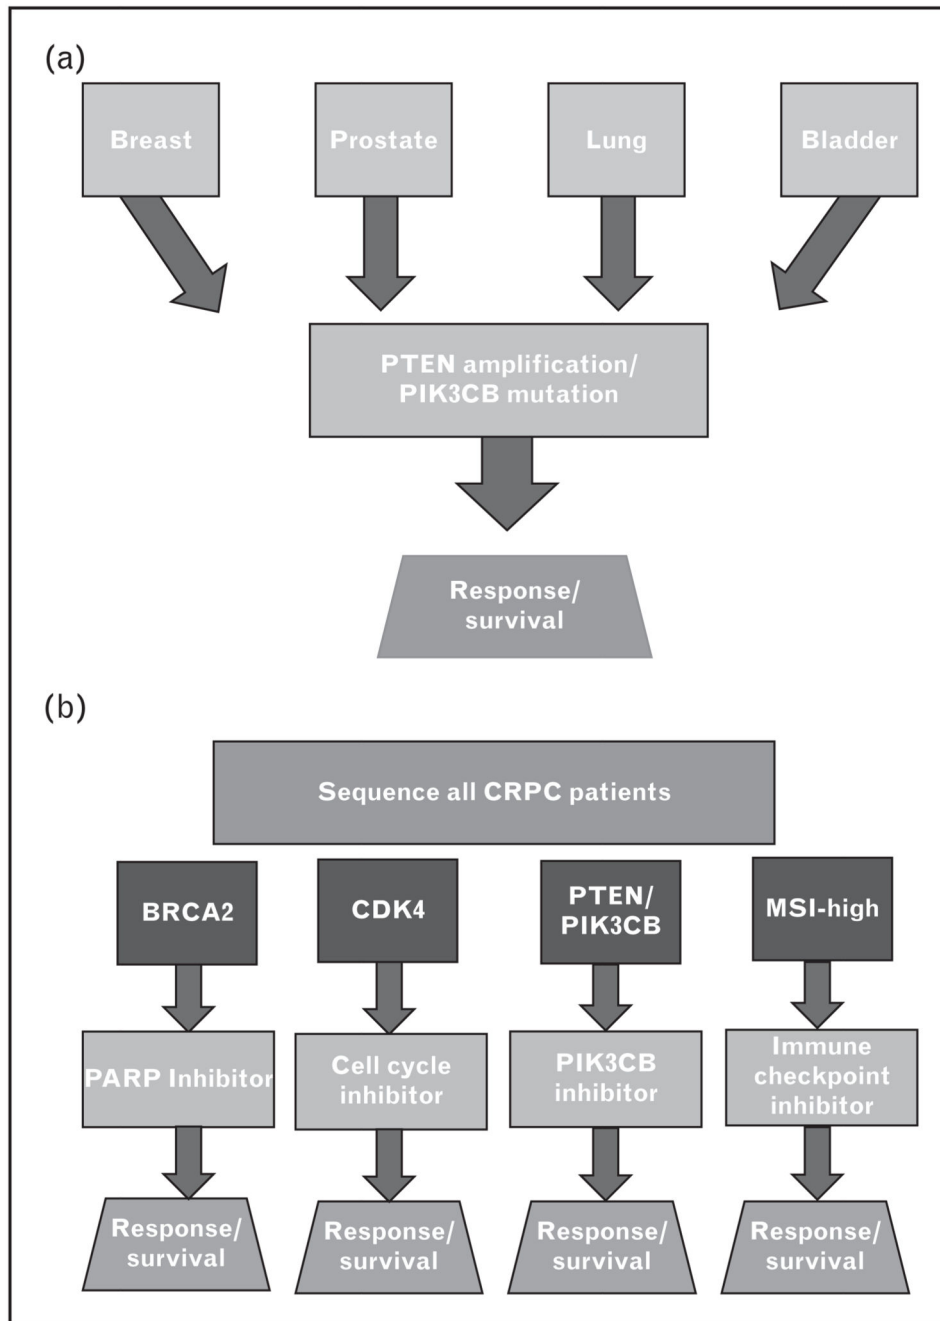 (a)
Breast
Prostate
Lung
Bladder
PTEN amplification/
PIK3CB mutation
Response/
survival
(b)
Sequence all CRPC patients
BRCA2
CDK4
PTEN/
PIK3CB
MSI-high
PARP Inhibitor
Cell cycle
inhibitor
PIK3CB
inhibitor
Immune
checkpoint
inhibitor
Response/
survival
Response/
survival
Response/
survival
Response/
survival